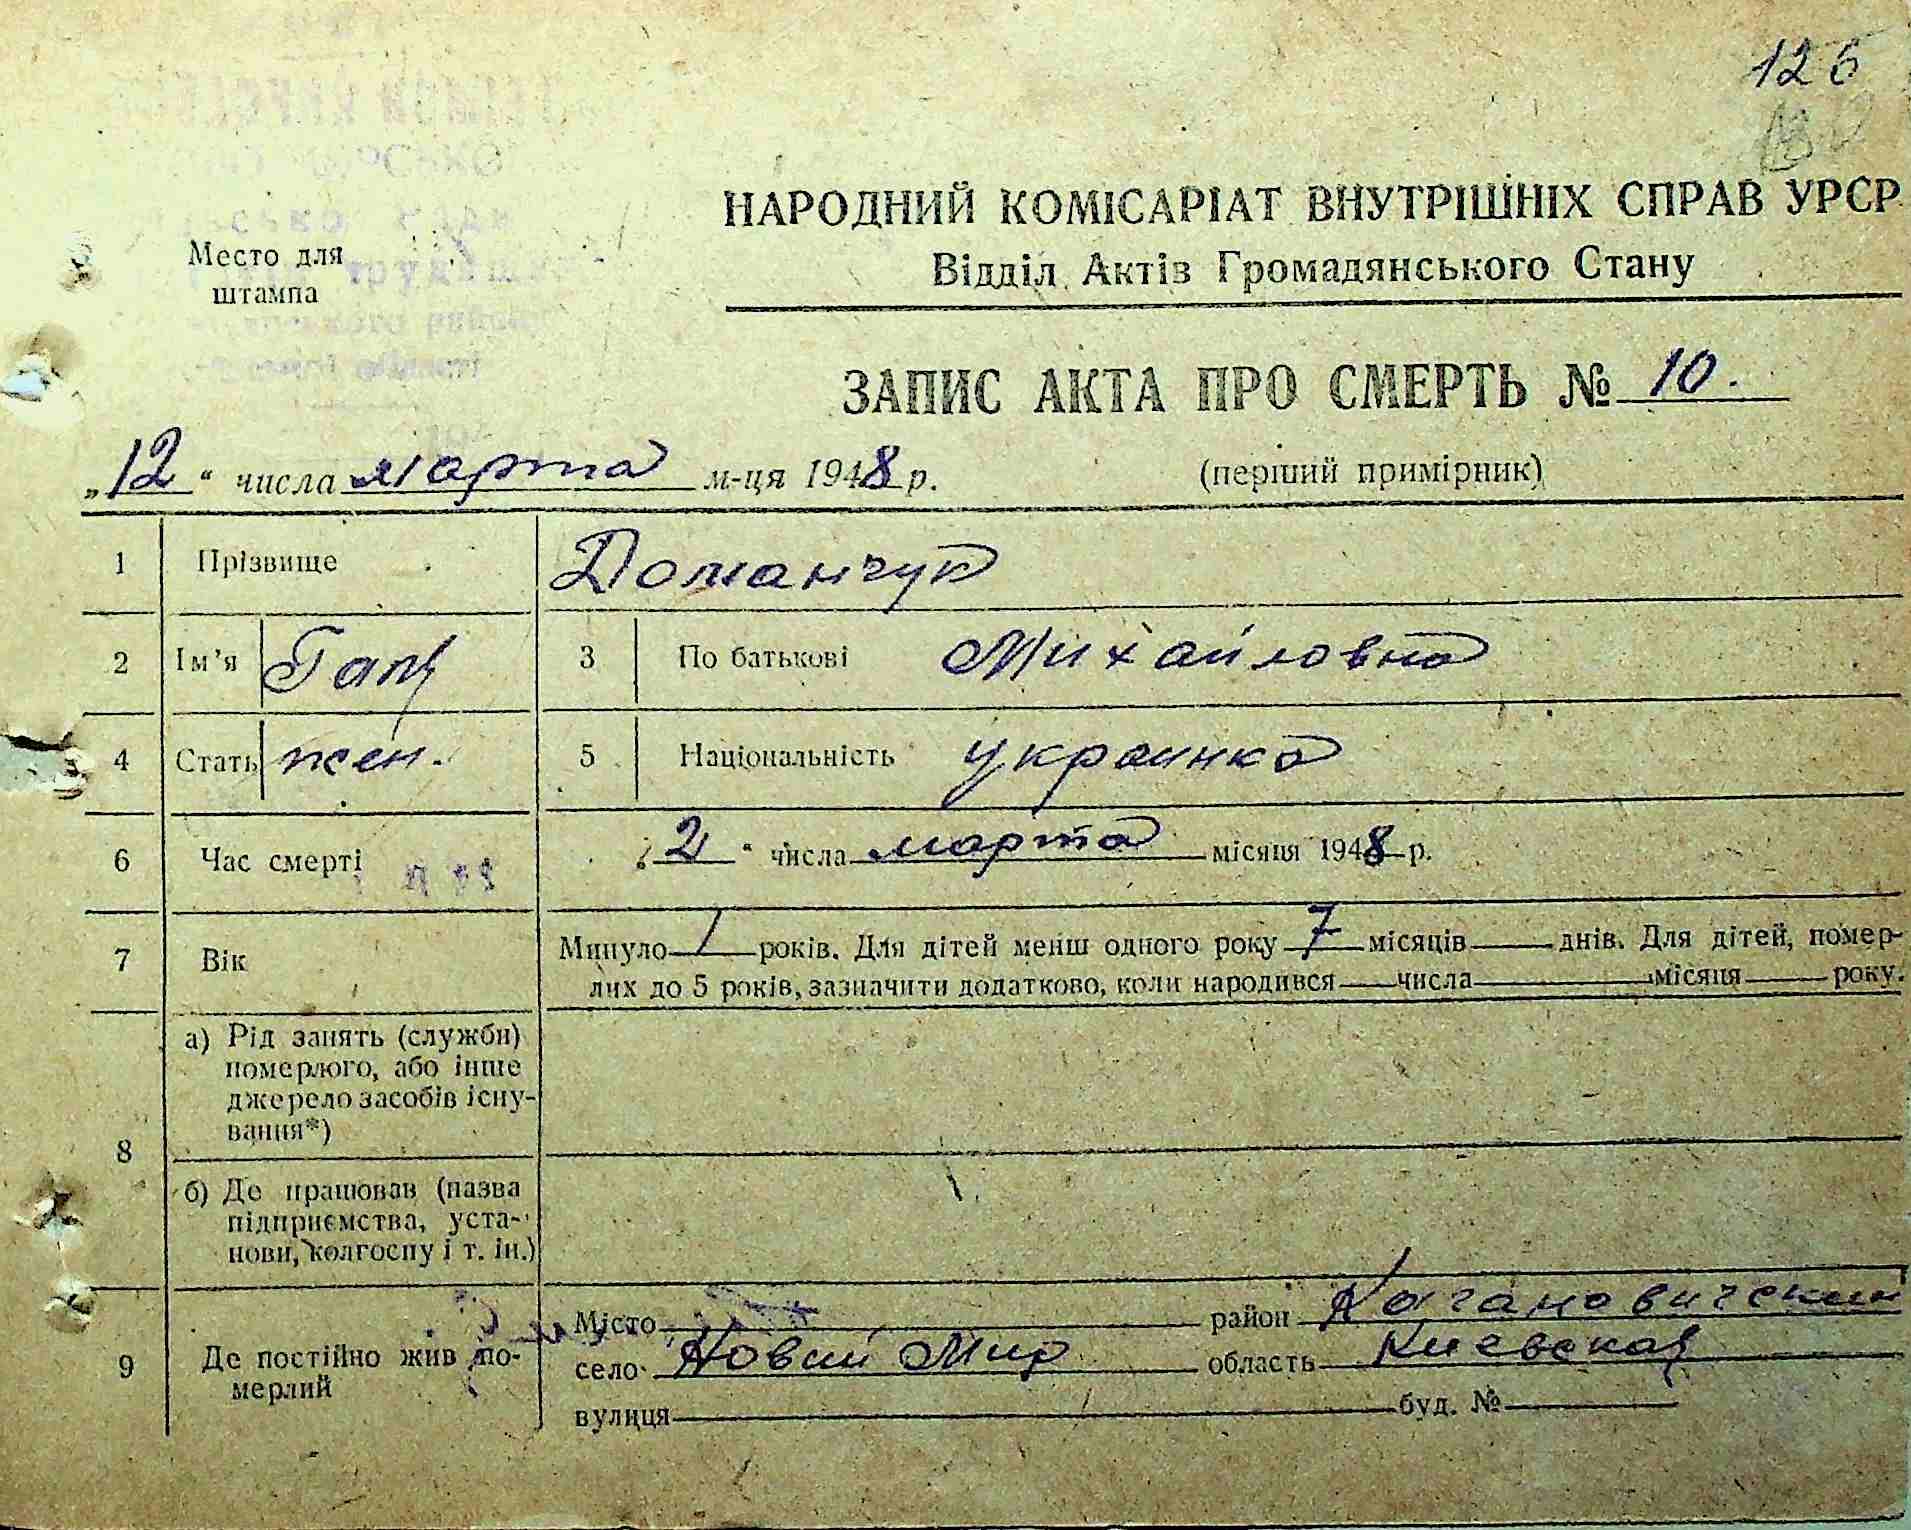 126
НАРОДНИЙ КОМІСАРІАТ ВНУТРІШНІХ СПРАВ УРСР
Відділ Актів Громадянського Стану
Место для
штампа
ЗАПИС АКТА ПРО СМЕРТЬ № 10.
„12“ числа марта м-ця 1948 р.
(перший примірник)
1 Прізвище Доманчук
2 Ім'я 3 По батькові Михайловна
4 Стать жен. 5 Національність украинка
6 Час смерті „2“ числа марта місяця 1948 р.
7 Вік Минуло 1 років. Для дітей менш одного року 7 місяців днів. Для дітей, помер-
лих до 5 років, зазначити додатково, коли народився числа місяця року.
8 а) Рід занять (служби)
померлого, або інше
джерело засобів існу-
вання*)
б) Де працював (назва
підприємства, уста-
нови, колгоспу і т. ін.)
9 Де постійно жив по-
мерлий
Місто район Кагановический
село Новий Мир область Киевская
вулиця буд. №